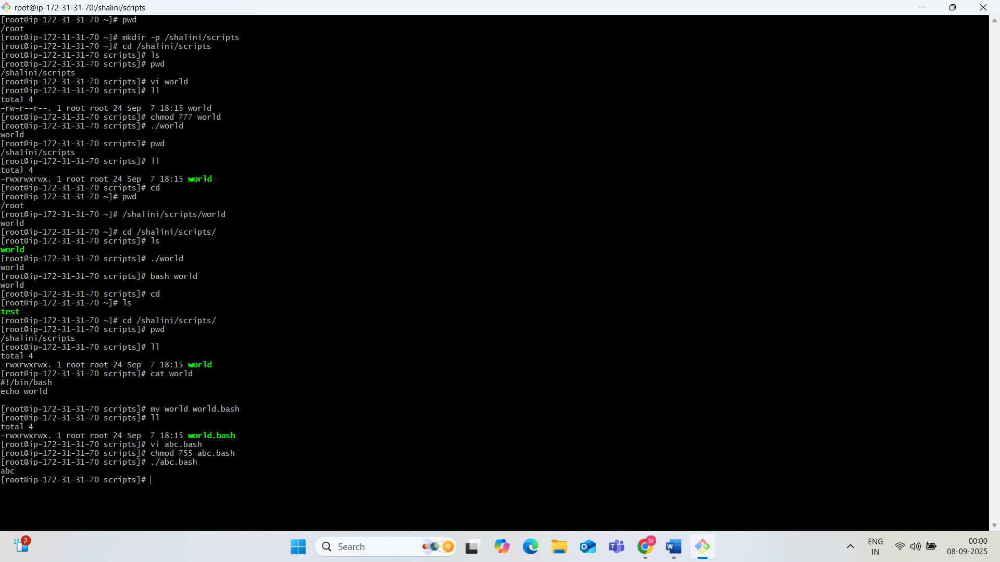 root@ip-172-31-31-70:/shalini/scripts
[root@ip-172-31-31-70 ~]# pwd
/root
[root@ip-172-31-31-70 ~]# mkdir -p /shalini/scripts
[root@ip-172-31-31-70 ~]# cd /shalini/scripts
[root@ip-172-31-31-70 scripts]# ls
[root@ip-172-31-31-70 scripts]# pwd
/shalini/scripts
[root@ip-172-31-31-70 scripts]# vi world
[root@ip-172-31-31-70 scripts]# ll
total 4
-rw-r--r--. 1 root root 24 Sep  7 18:15 world
[root@ip-172-31-31-70 scripts]# chmod 777 world
[root@ip-172-31-31-70 scripts]# ./world
world
[root@ip-172-31-31-70 scripts]# pwd
/shalini/scripts
[root@ip-172-31-31-70 scripts]# ll
total 4
-rwxrwxrwx. 1 root root 24 Sep  7 18:15 world
[root@ip-172-31-31-70 scripts]# cd
[root@ip-172-31-31-70 ~]# pwd
/root
[root@ip-172-31-31-70 ~]# /shalini/scripts/world
world
[root@ip-172-31-31-70 ~]# cd /shalini/scripts/
[root@ip-172-31-31-70 scripts]# ls
world
[root@ip-172-31-31-70 scripts]# ./world
world
[root@ip-172-31-31-70 scripts]# bash world
world
[root@ip-172-31-31-70 scripts]# cd
[root@ip-172-31-31-70 ~]# ls
test
[root@ip-172-31-31-70 ~]# cd /shalini/scripts/
[root@ip-172-31-31-70 scripts]# pwd
/shalini/scripts
[root@ip-172-31-31-70 scripts]# ll
total 4
-rwxrwxrwx. 1 root root 24 Sep  7 18:15 world
[root@ip-172-31-31-70 scripts]# cat world
#!/bin/bash
echo world

[root@ip-172-31-31-70 scripts]# mv world world.bash
[root@ip-172-31-31-70 scripts]# ll
total 4
-rwxrwxrwx. 1 root root 24 Sep  7 18:15 world.bash
[root@ip-172-31-31-70 scripts]# vi abc.bash
[root@ip-172-31-31-70 scripts]# chmod 755 abc.bash
[root@ip-172-31-31-70 scripts]# ./abc.bash
abc
[root@ip-172-31-31-70 scripts]#
2
Search
Sr
ENG
IN
00:00
08-09-2025